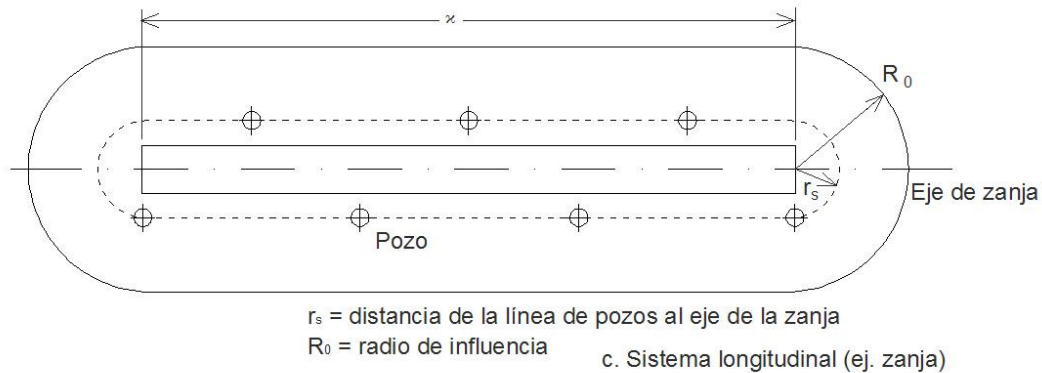 x
R₀
rₛ
Eje de zanja
Pozo
rₛ = distancia de la línea de pozos al eje de la zanja
R₀ = radio de influencia
c. Sistema longitudinal (ej. zanja)